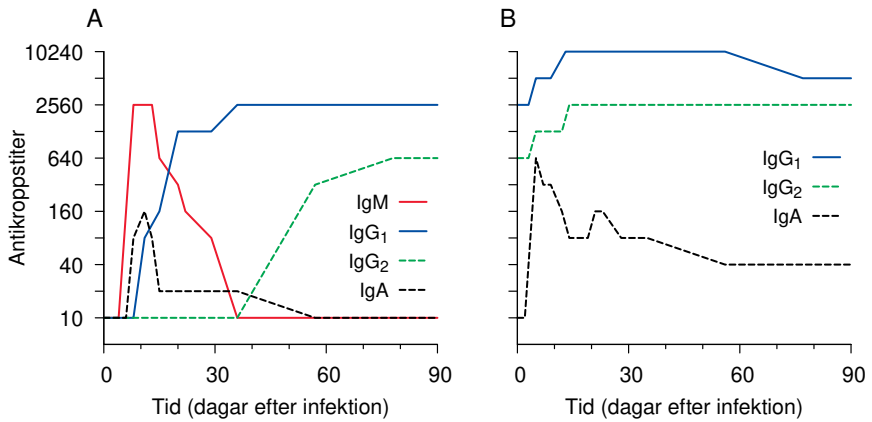 A
B
Antikroppstiter
10240
2560
640
160
40
10
IgM
IgG1
IgG2
IgA
0
30
60
90
Tid (dagar efter infektion)
IgG1
IgG2
IgA
0
30
60
90
Tid (dagar efter infektion)